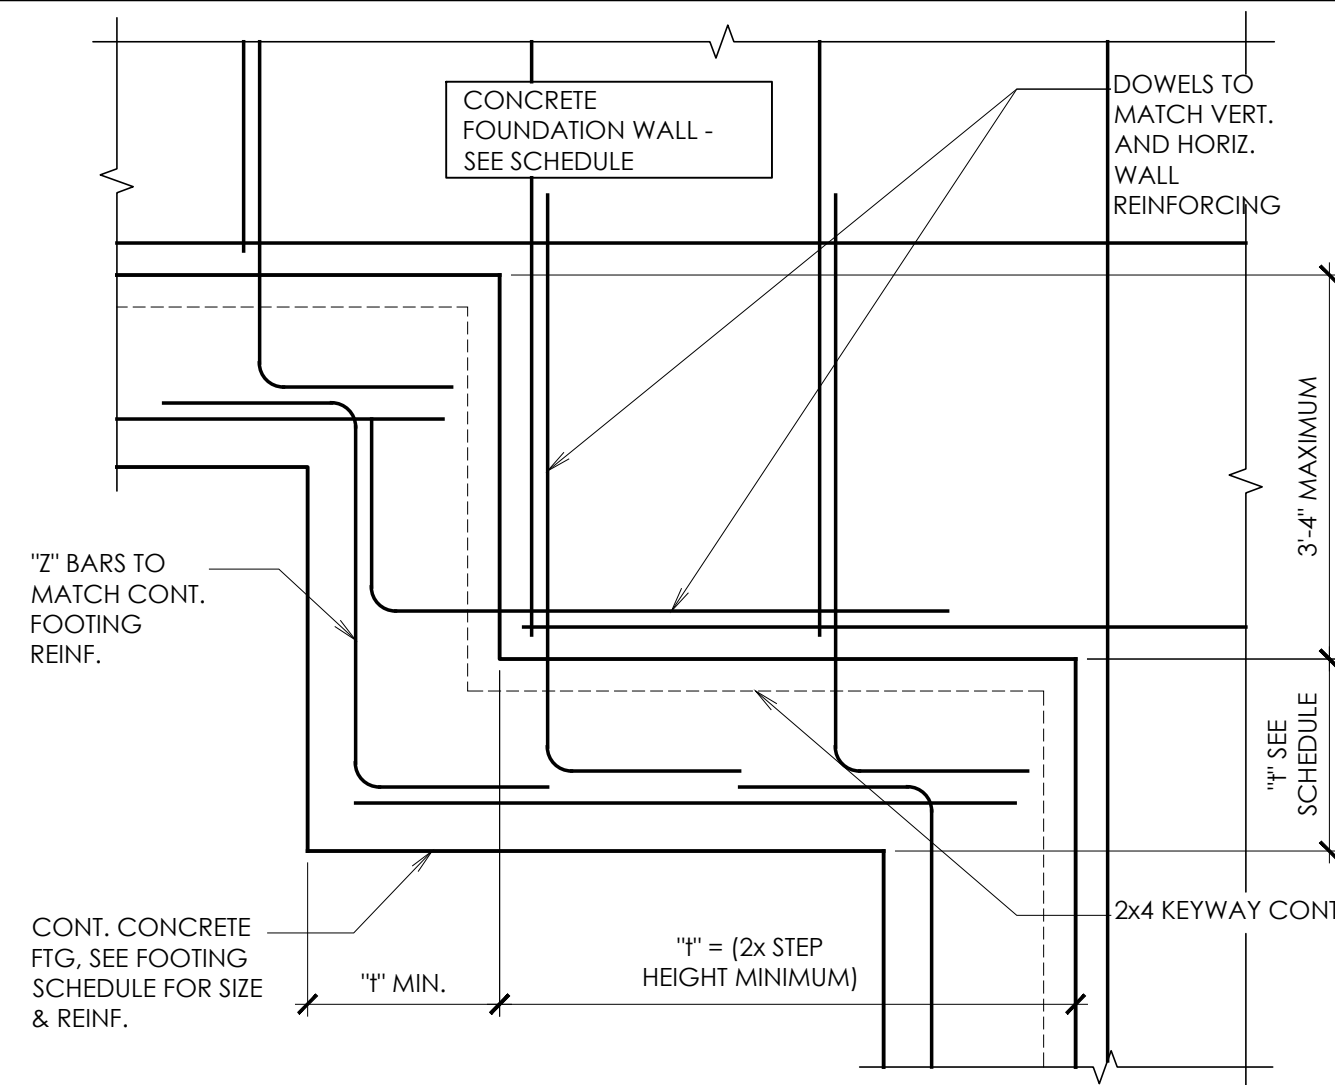 CONCRETE
FOUNDATION WALL -
SEE SCHEDULE
DOWELS TO
MATCH VERT.
AND HORIZ.
WALL
REINFORCING
3'-4" MAXIMUM
"Z" BARS TO
MATCH CONT.
FOOTING
REINF.
"t" SEE
SCHEDULE
2x4 KEYWAY CONT
CONT. CONCRETE
FTG, SEE FOOTING
SCHEDULE FOR SIZE
& REINF.
"t" MIN.
"t" = (2x STEP
HEIGHT MINIMUM)